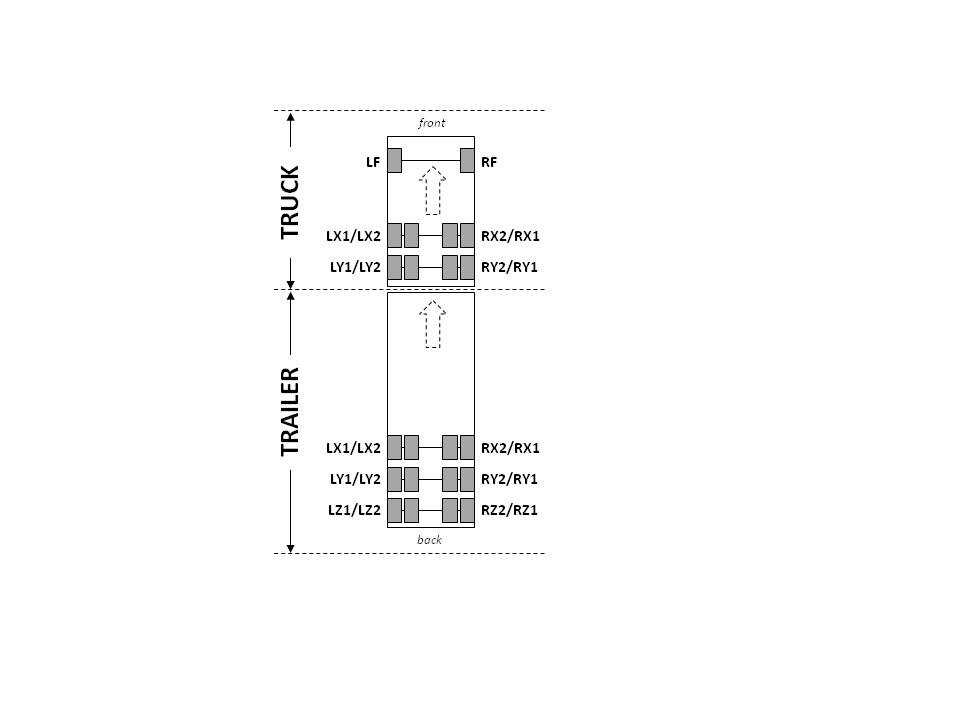 front
LF RF
TRUCK
LX1/LX2 RX2/RX1
LY1/LY2 RY2/RY1
TRAILER
LX1/LX2 RX2/RX1
LY1/LY2 RY2/RY1
LZ1/LZ2 RZ2/RZ1
back